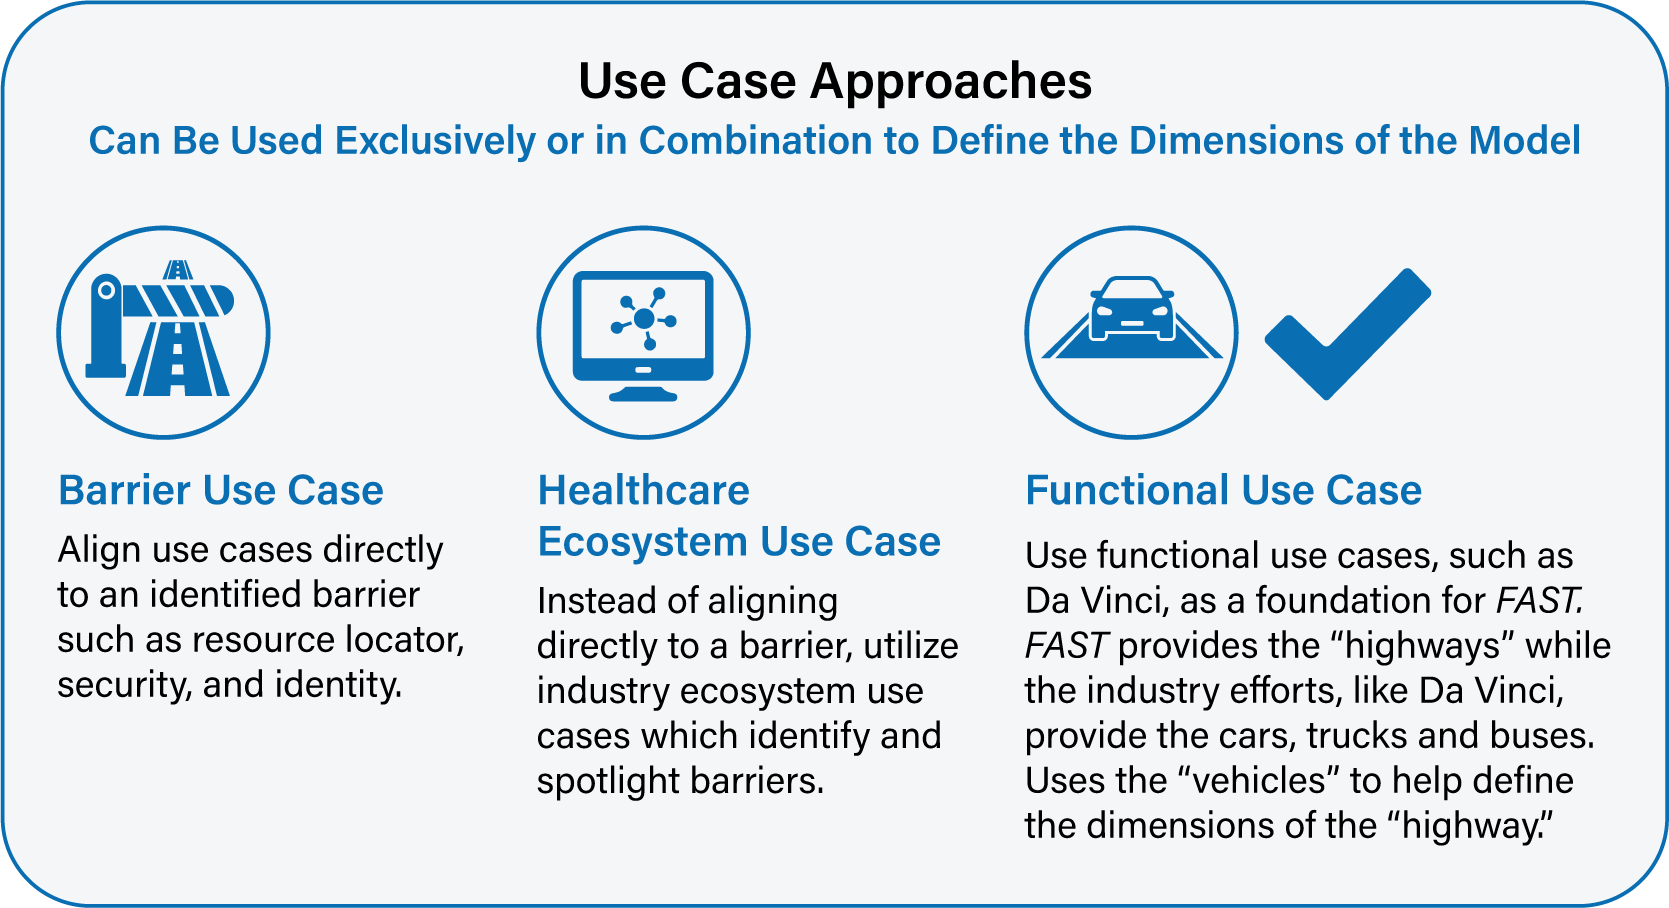 Use Case Approaches
Can Be Used Exclusively or in Combination to Define the Dimensions of the Model
Barrier Use Case
Align use cases directly
to an identified barrier
such as resource locator,
security, and identity.
Healthcare
Ecosystem Use Case
Instead of aligning
directly to a barrier, utilize
industry ecosystem use
cases which identify and
spotlight barriers.
Functional Use Case
Use functional use cases, such as
Da Vinci, as a foundation for FAST.
FAST provides the “highways” while
the industry efforts, like Da Vinci,
provide the cars, trucks and buses.
Uses the “vehicles” to help define
the dimensions of the “highway.”